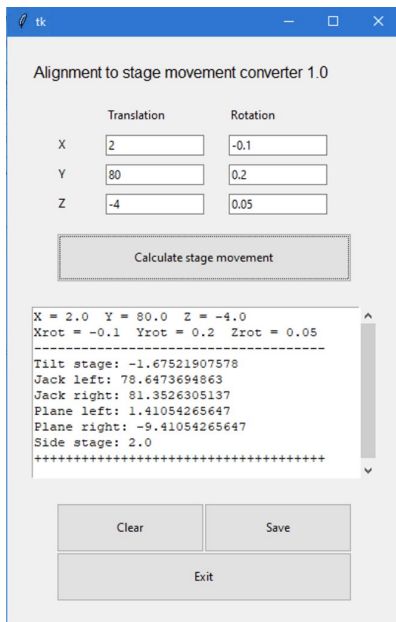 tk
Alignment to stage movement converter 1.0
Translation Rotation
X 2 -0.1
Y 80 0.2
Z -4 0.05
Calculate stage movement
X = 2.0  Y = 80.0  Z = -4.0
Xrot = -0.1  Yrot = 0.2  Zrot = 0.05
-------------------------------------
Tilt stage: -1.67521907578
Jack left: 78.6473694863
Jack right: 81.3526305137
Plane left: 1.41054265647
Plane right: -9.41054265647
Side stage: 2.0
+++++++++++++++++++++++++++++++++++++
Clear Save
Exit